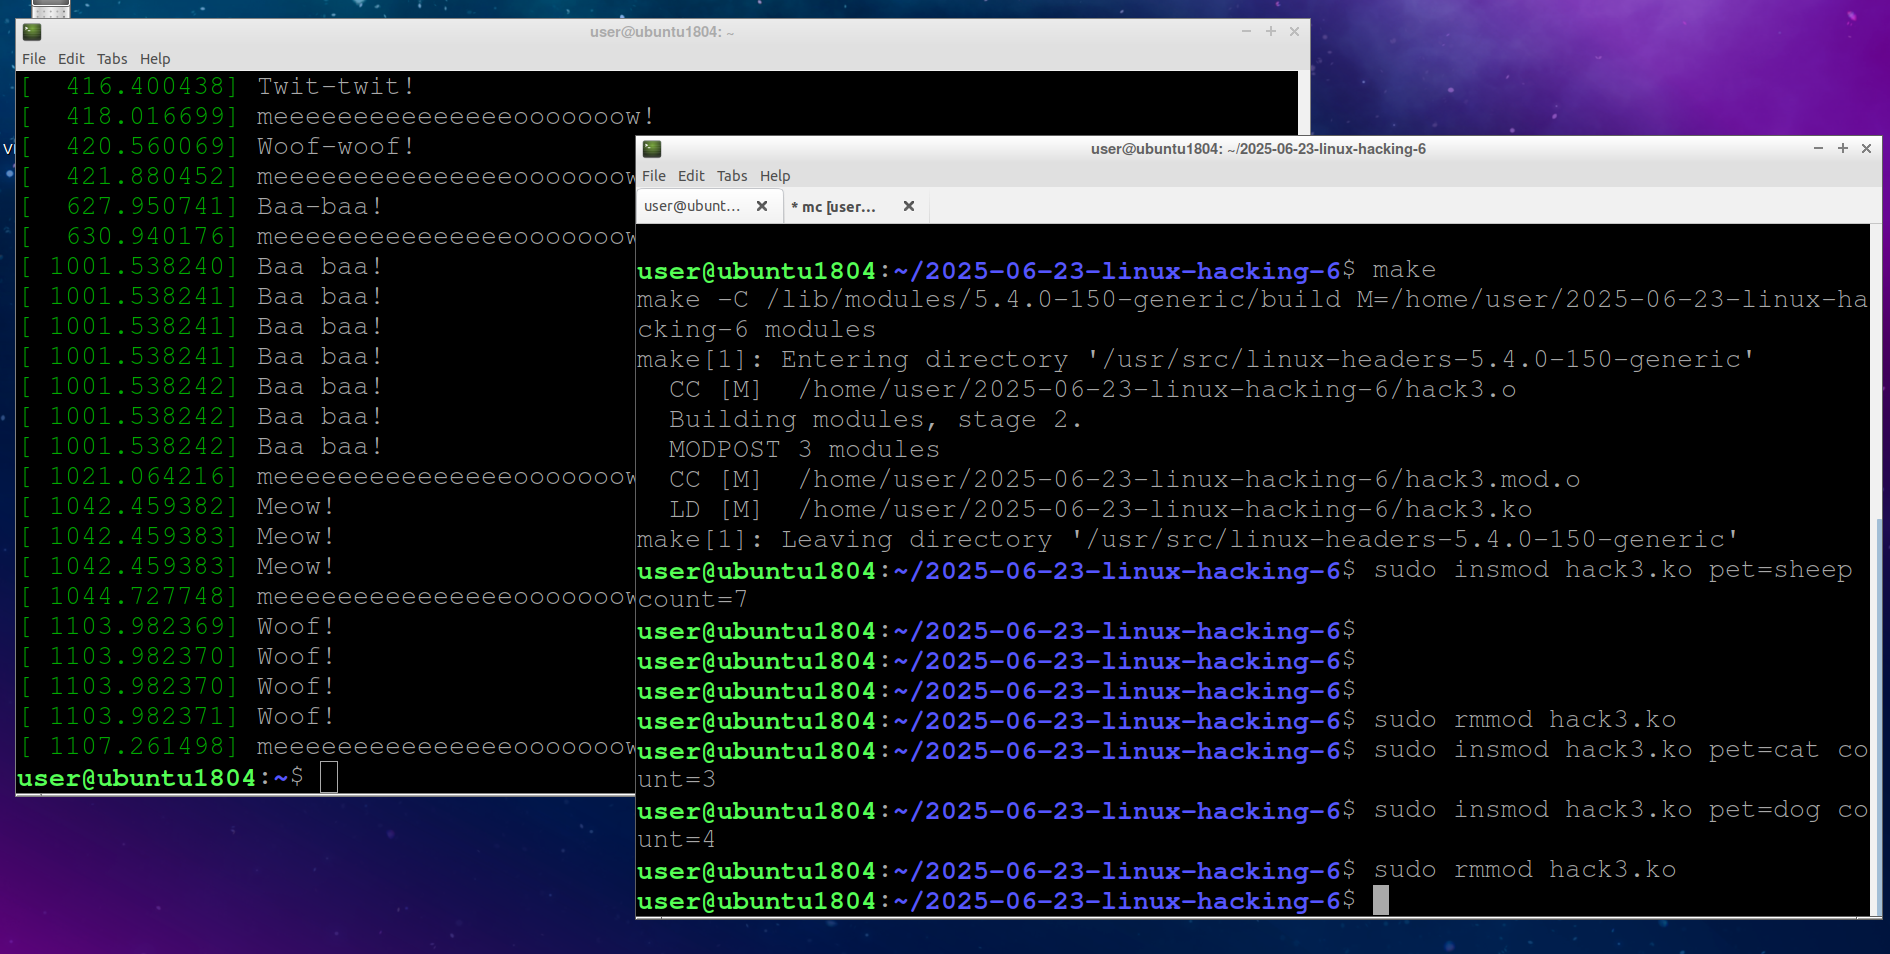 user@ubuntu1804: ~
File Edit Tabs Help
[  416.400438] Twit-twit!
[  418.016699] meeeeeeeeeeeeeeeooooooow!
[  420.560069] Woof-woof!
[  421.880452] meeeeeeeeeeeeeeeooooooow
[  627.950741] Baa-baa!
[  630.940176] meeeeeeeeeeeeeeeooooooow
[ 1001.538240] Baa baa!
[ 1001.538241] Baa baa!
[ 1001.538241] Baa baa!
[ 1001.538241] Baa baa!
[ 1001.538242] Baa baa!
[ 1001.538242] Baa baa!
[ 1001.538242] Baa baa!
[ 1021.064216] meeeeeeeeeeeeeeeooooooow
[ 1042.459382] Meow!
[ 1042.459383] Meow!
[ 1042.459383] Meow!
[ 1044.727748] meeeeeeeeeeeeeeeooooooow
[ 1103.982369] Woof!
[ 1103.982370] Woof!
[ 1103.982370] Woof!
[ 1103.982371] Woof!
[ 1107.261498] meeeeeeeeeeeeeeeooooooow
user@ubuntu1804:~$
user@ubuntu1804: ~/2025-06-23-linux-hacking-6
File Edit Tabs Help
user@ubunt... * mc [user...
user@ubuntu1804:~/2025-06-23-linux-hacking-6$ make
make -C /lib/modules/5.4.0-150-generic/build M=/home/user/2025-06-23-linux-ha
cking-6 modules
make[1]: Entering directory '/usr/src/linux-headers-5.4.0-150-generic'
  CC [M]  /home/user/2025-06-23-linux-hacking-6/hack3.o
  Building modules, stage 2.
  MODPOST 3 modules
  CC [M]  /home/user/2025-06-23-linux-hacking-6/hack3.mod.o
  LD [M]  /home/user/2025-06-23-linux-hacking-6/hack3.ko
make[1]: Leaving directory '/usr/src/linux-headers-5.4.0-150-generic'
user@ubuntu1804:~/2025-06-23-linux-hacking-6$ sudo insmod hack3.ko pet=sheep
count=7
user@ubuntu1804:~/2025-06-23-linux-hacking-6$
user@ubuntu1804:~/2025-06-23-linux-hacking-6$
user@ubuntu1804:~/2025-06-23-linux-hacking-6$
user@ubuntu1804:~/2025-06-23-linux-hacking-6$ sudo rmmod hack3.ko
user@ubuntu1804:~/2025-06-23-linux-hacking-6$ sudo insmod hack3.ko pet=cat co
unt=3
user@ubuntu1804:~/2025-06-23-linux-hacking-6$ sudo insmod hack3.ko pet=dog co
unt=4
user@ubuntu1804:~/2025-06-23-linux-hacking-6$ sudo rmmod hack3.ko
user@ubuntu1804:~/2025-06-23-linux-hacking-6$